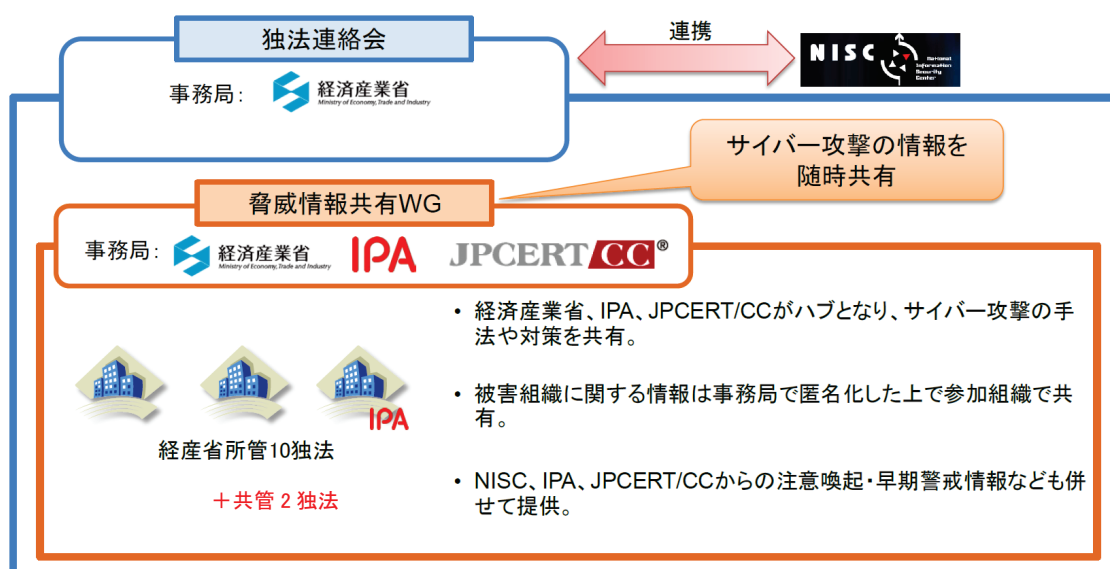 独法連絡会
連携
NISC
National
Information
Security
Center
事務局:
経済産業省
Ministry of Economy, Trade and Industry
サイバー攻撃の情報を
随時共有
脅威情報共有WG
事務局:
経済産業省
Ministry of Economy, Trade and Industry
IPA
JPCERT CC®
• 経済産業省、IPA、JPCERT/CCがハブとなり、サイバー攻撃の手
法や対策を共有。
• 被害組織に関する情報は事務局で匿名化した上で参加組織で共
有。
IPA
経産省所管10独法
+共管2独法
• NISC、IPA、JPCERT/CCからの注意喚起・早期警戒情報なども併
せて提供。